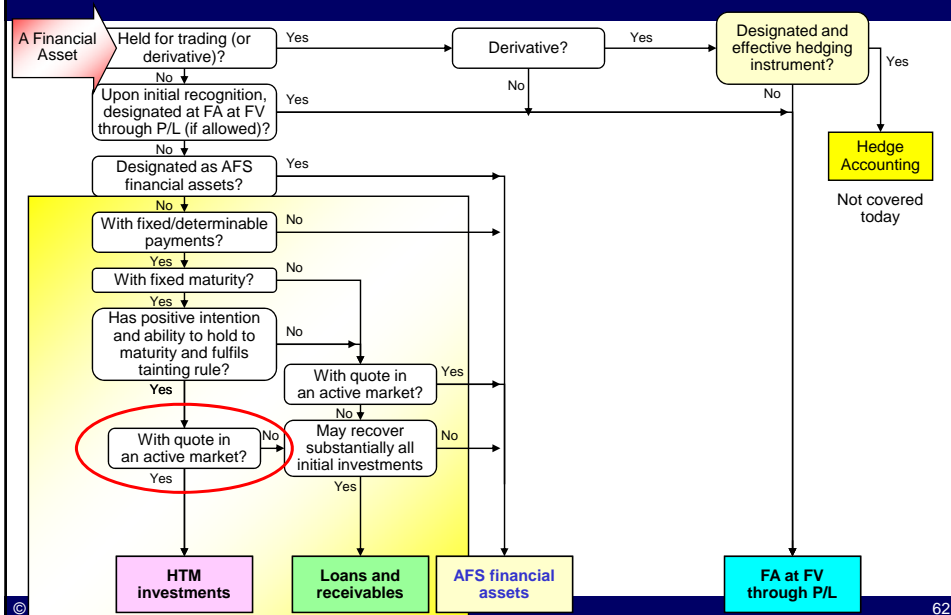 A Financial
Asset
Held for trading (or
derivative)?
Yes
Derivative?
Yes
Designated and
effective hedging
instrument?
Yes
No
No
No
Upon initial recognition,
designated at FA at FV
through P/L (if allowed)?
Yes
Hedge
Accounting
Not covered
today
No
Designated as AFS
financial assets?
Yes
No
With fixed/determinable
payments?
No
Yes
With fixed maturity?
No
Yes
Has positive intention
and ability to hold to
maturity and fulfils
tainting rule?
No
Yes
With quote in
an active market?
Yes
No
With quote in
an active market?
No
Yes
May recover
substantially all
initial investments
No
Yes
HTM
investments
Loans and
receivables
AFS financial
assets
FA at FV
through P/L
©
62